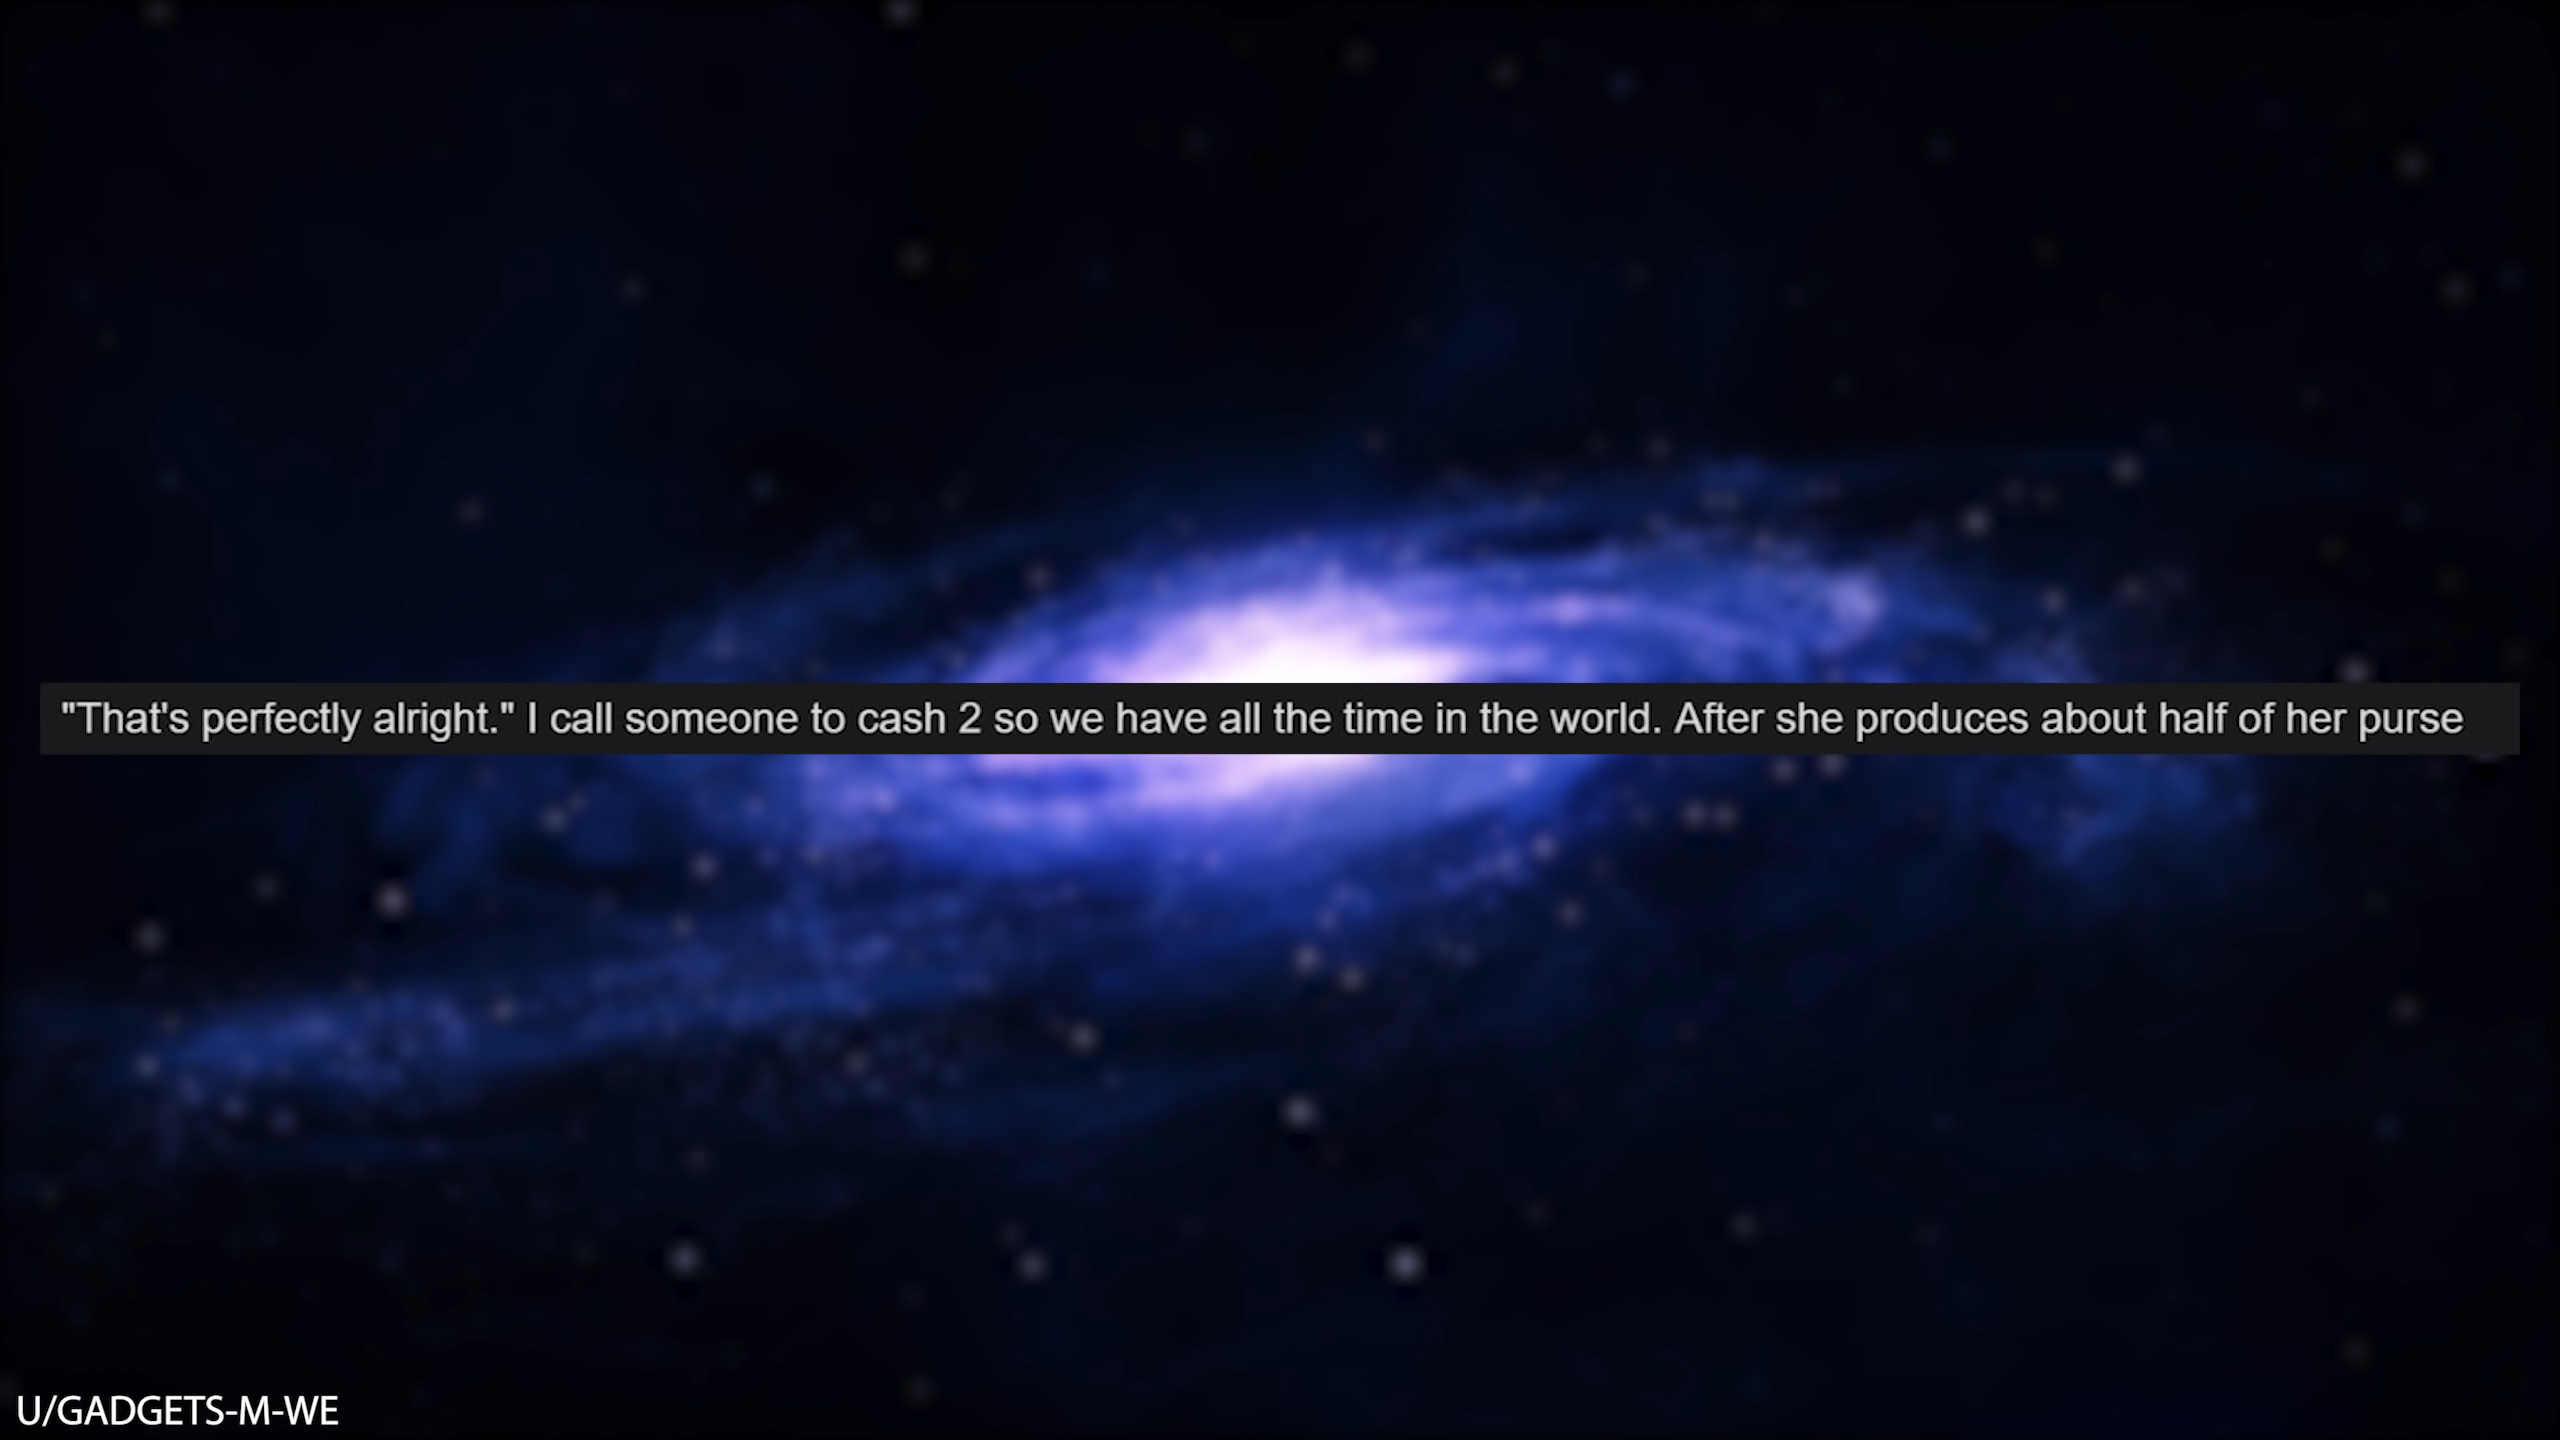 "That's perfectly alright." I call someone to cash 2 so we have all the time in the world. After she produces about half of her purse
U/GADGETS-M-WE